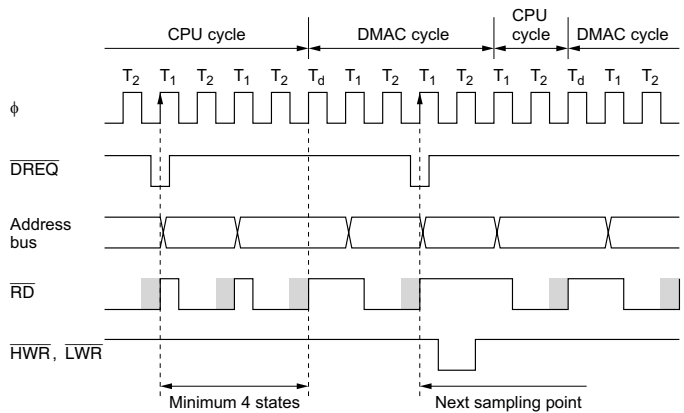 CPU cycle DMAC cycle CPU cycle DMAC cycle
T2 T1 T2 T1 T2 Td T1 T2 T1 T2 T1 T2 Td T1 T2
ϕ
DREQ
Address
bus
RD
HWR, LWR
Minimum 4 states Next sampling point